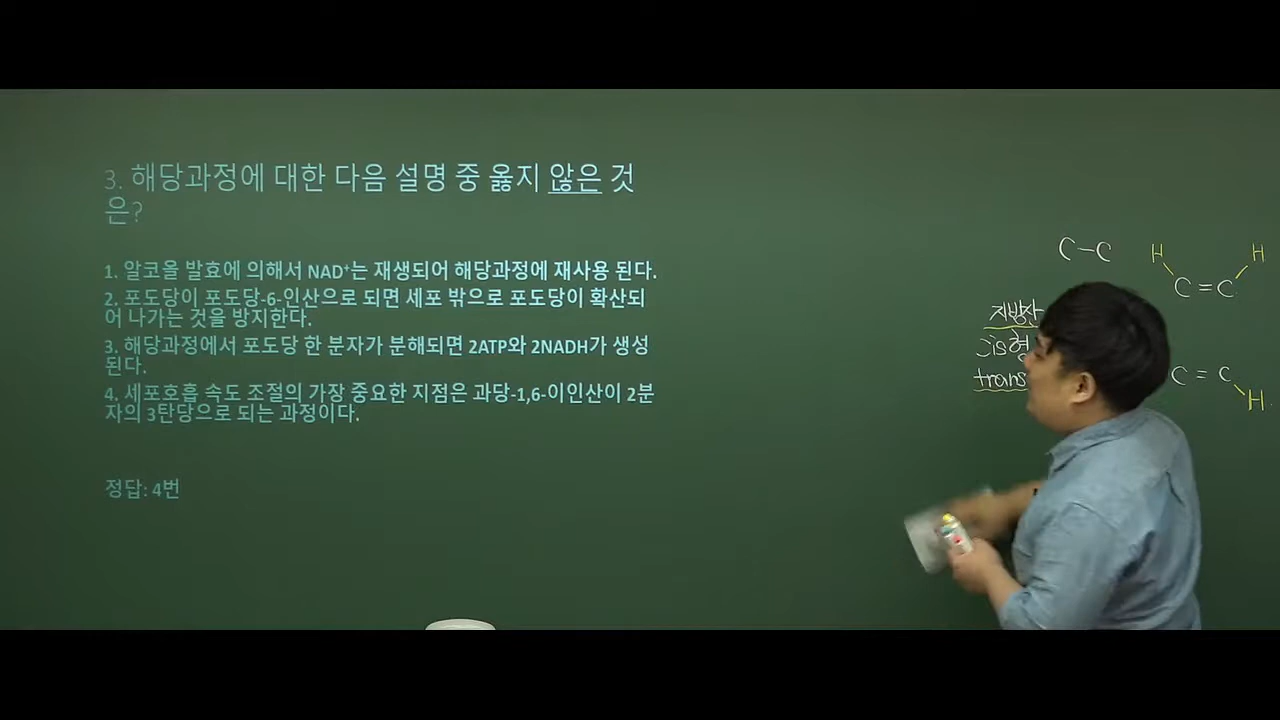 3. 해당과정에 대한 다음 설명 중 옳지 않은 것
은?
1. 알코올 발효에 의해서 NAD⁺는 재생되어 해당과정에 재사용 된다.
2. 포도당이 포도당-6-인산으로 되면 세포 밖으로 포도당이 확산되
어 나가는 것을 방지한다.
3. 해당과정에서 포도당 한 분자가 분해되면 2ATP와 2NADH가 생성
된다.
4. 세포호흡 속도 조절의 가장 중요한 지점은 과당-1,6-이인산이 2분
자의 3탄당으로 되는 과정이다.
정답: 4번
C-C
H H
C=C
지방산
cis형
trans
C=C
H